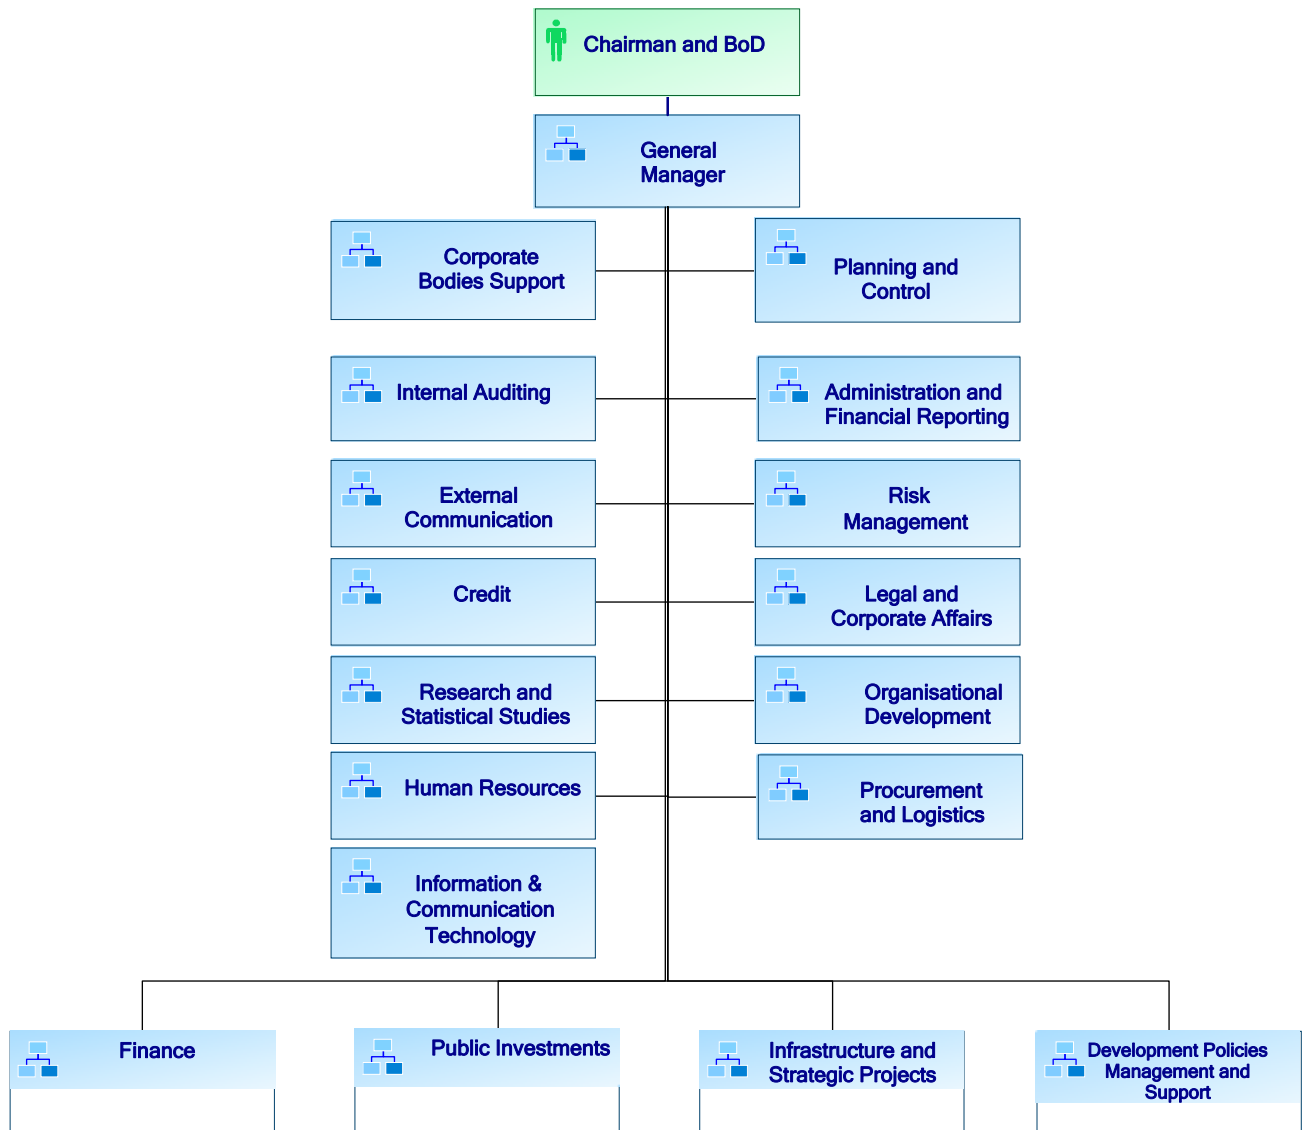 Chairman and BoD
General
Manager
Corporate
Bodies Support
Planning and
Control
Internal Auditing
Administration and
Financial Reporting
External
Communication
Risk
Management
Credit
Legal and
Corporate Affairs
Research and
Statistical Studies
Organisational
Development
Human Resources
Procurement
and Logistics
Information &
Communication
Technology
Finance
Public Investments
Infrastructure and
Strategic Projects
Development Policies
Management and
Support